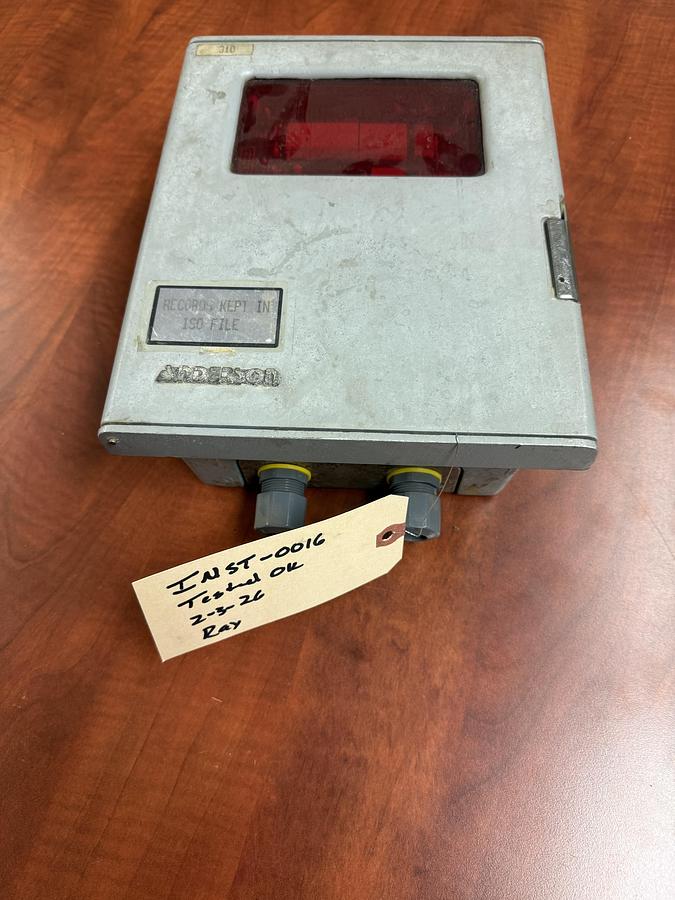 310
RECORDS KEPT IN
ISO FILE
ANDERSON
INST-0016
Tested OK
2-3-26
Ray